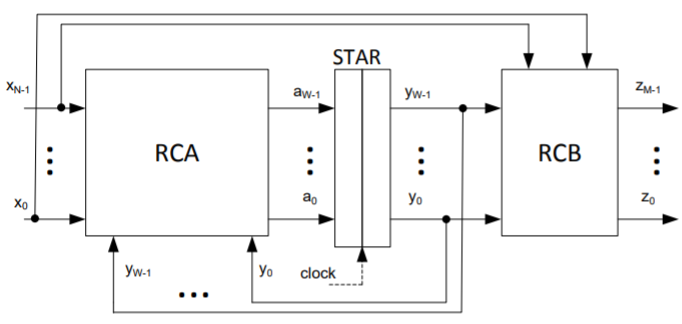 STAR
xN-1 aW-1 yW-1 zM-1
RCA RCB
x0 a0 y0 z0
yW-1 y0 clock